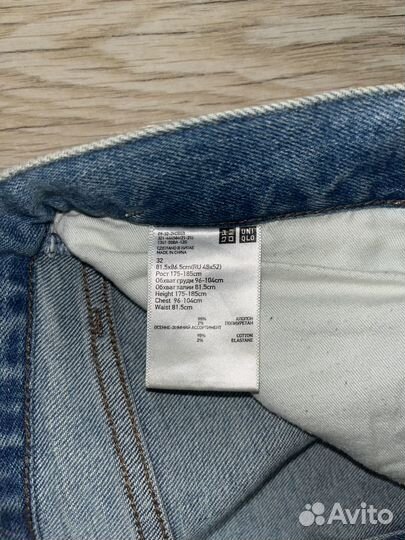 СДЕЛАНО В КИТАЕ
MADE IN CHINA
32
81,5x86.5cm(RU 48x52)
Рост 175-185cm
Обхват груди 96-104cm
Обхват талии 81,5cm
Height 175-185cm
Chest 96-104cm
Waist 81.5cm
98% ХЛОПОК
2% ПОЛИУРЕТАН
ОСЕННЕ-ЗИМНИЙ АССОРТИМЕНТ
98% COTTON
2% ELASTANE
UNI
QLO
Avito